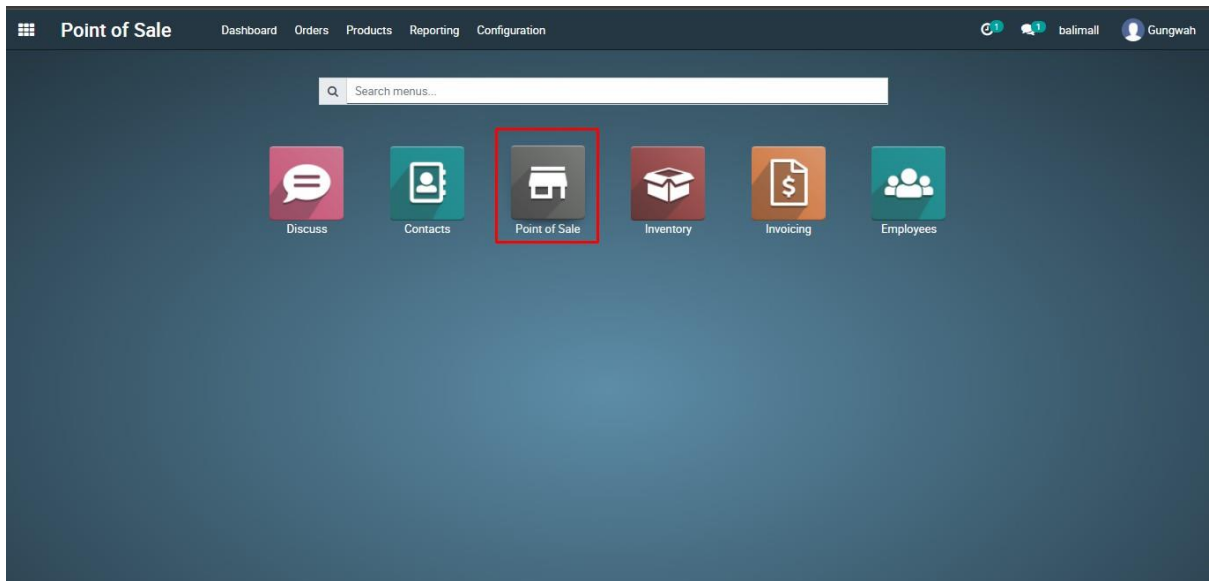 Point of Sale Dashboard Orders Products Reporting Configuration 1 1 balimall Gungwah
Search menus...
Discuss Contacts Point of Sale Inventory Invoicing Employees